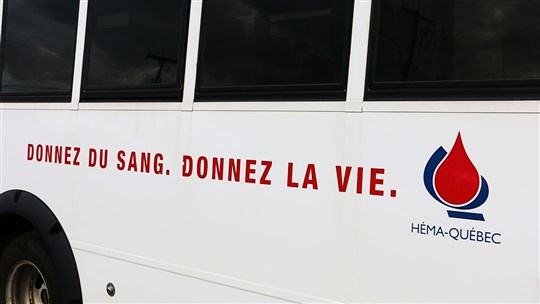 DONNEZ DU SANG. DONNEZ LA VIE.
HÉMA-QUÉBEC